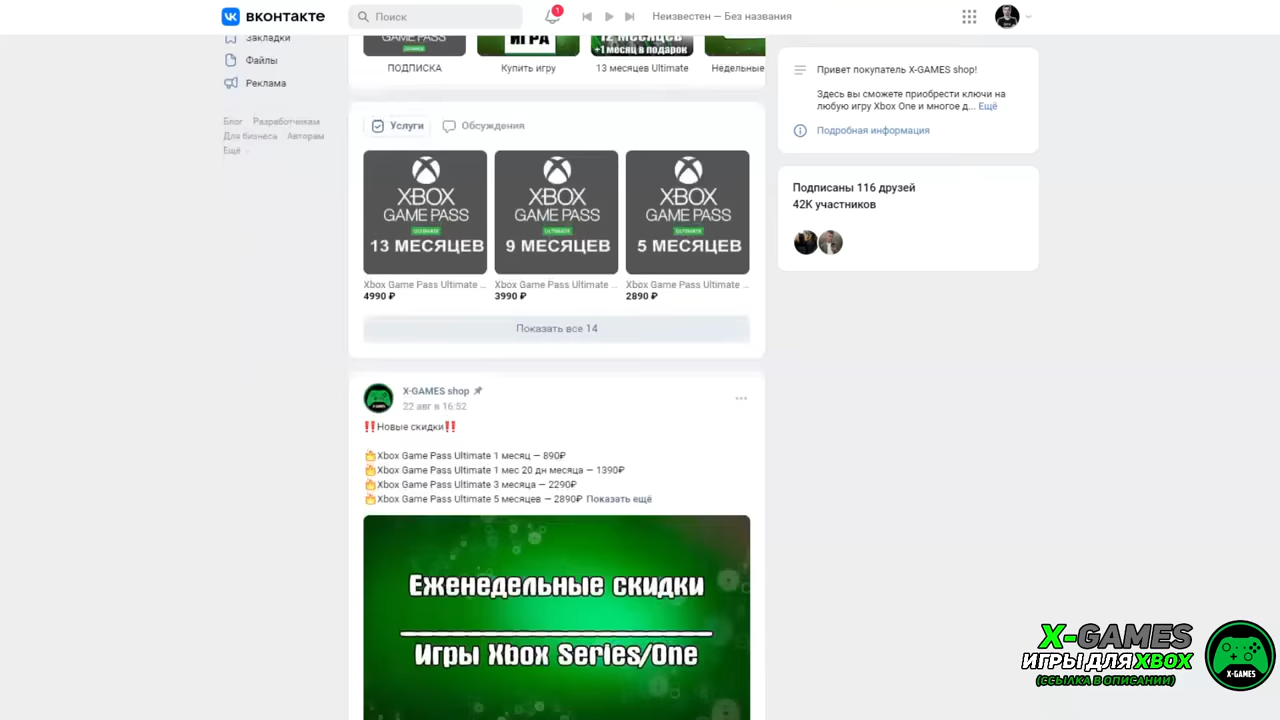 вконтакте
Поиск
1
Неизвестен — Без названия
Закладки
Файлы
Реклама
Блог Разработчикам
Для бизнеса Авторам
Ещё
GAME PASS
ИГРА
12 МЕСЯЦЕВ
+1 месяц в подарок
ПОДПИСКА
Купить игру
13 месяцев Ultimate
Недельные
Услуги
Обсуждения
XBOX
GAME PASS
ULTIMATE
13 МЕСЯЦЕВ
XBOX
GAME PASS
ULTIMATE
9 МЕСЯЦЕВ
XBOX
GAME PASS
ULTIMATE
5 МЕСЯЦЕВ
Xbox Game Pass Ultimate ...
4990 ₽
Xbox Game Pass Ultimate ...
3990 ₽
Xbox Game Pass Ultimate ...
2890 ₽
Показать все 14
X-GAMES shop
22 авг в 16:52
‼️Новые скидки‼️
Xbox Game Pass Ultimate 1 месяц — 890₽
Xbox Game Pass Ultimate 1 мес 20 дн месяца — 1390₽
Xbox Game Pass Ultimate 3 месяца — 2290₽
Xbox Game Pass Ultimate 5 месяцев — 2890₽ Показать ещё
Еженедельные скидки
Игры Xbox Series/One
Привет покупатель X-GAMES shop!
Здесь вы сможете приобрести ключи на
любую игру Xbox One и многое д... Ещё
Подробная информация
Подписаны 116 друзей
42K участников
X-GAMES
ИГРЫ ДЛЯ XBOX
(ССЫЛКА В ОПИСАНИИ)
X-GAMES